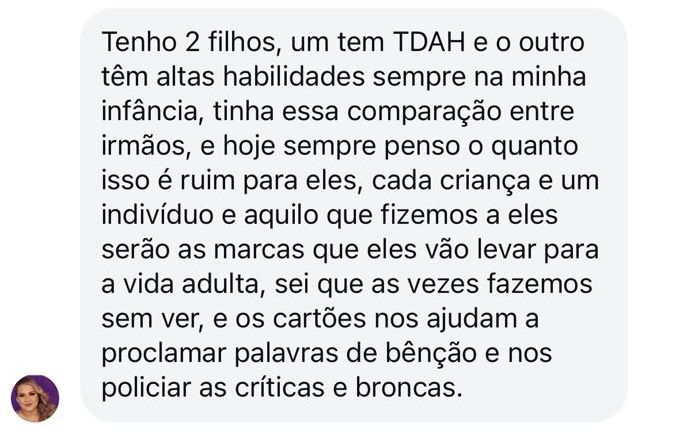 Tenho 2 filhos, um tem TDAH e o outro
têm altas habilidades sempre na minha
infância, tinha essa comparação entre
irmãos, e hoje sempre penso o quanto
isso é ruim para eles, cada criança e um
indivíduo e aquilo que fizemos a eles
serão as marcas que eles vão levar para
a vida adulta, sei que as vezes fazemos
sem ver, e os cartões nos ajudam a
proclamar palavras de bênção e nos
policiar as críticas e broncas.